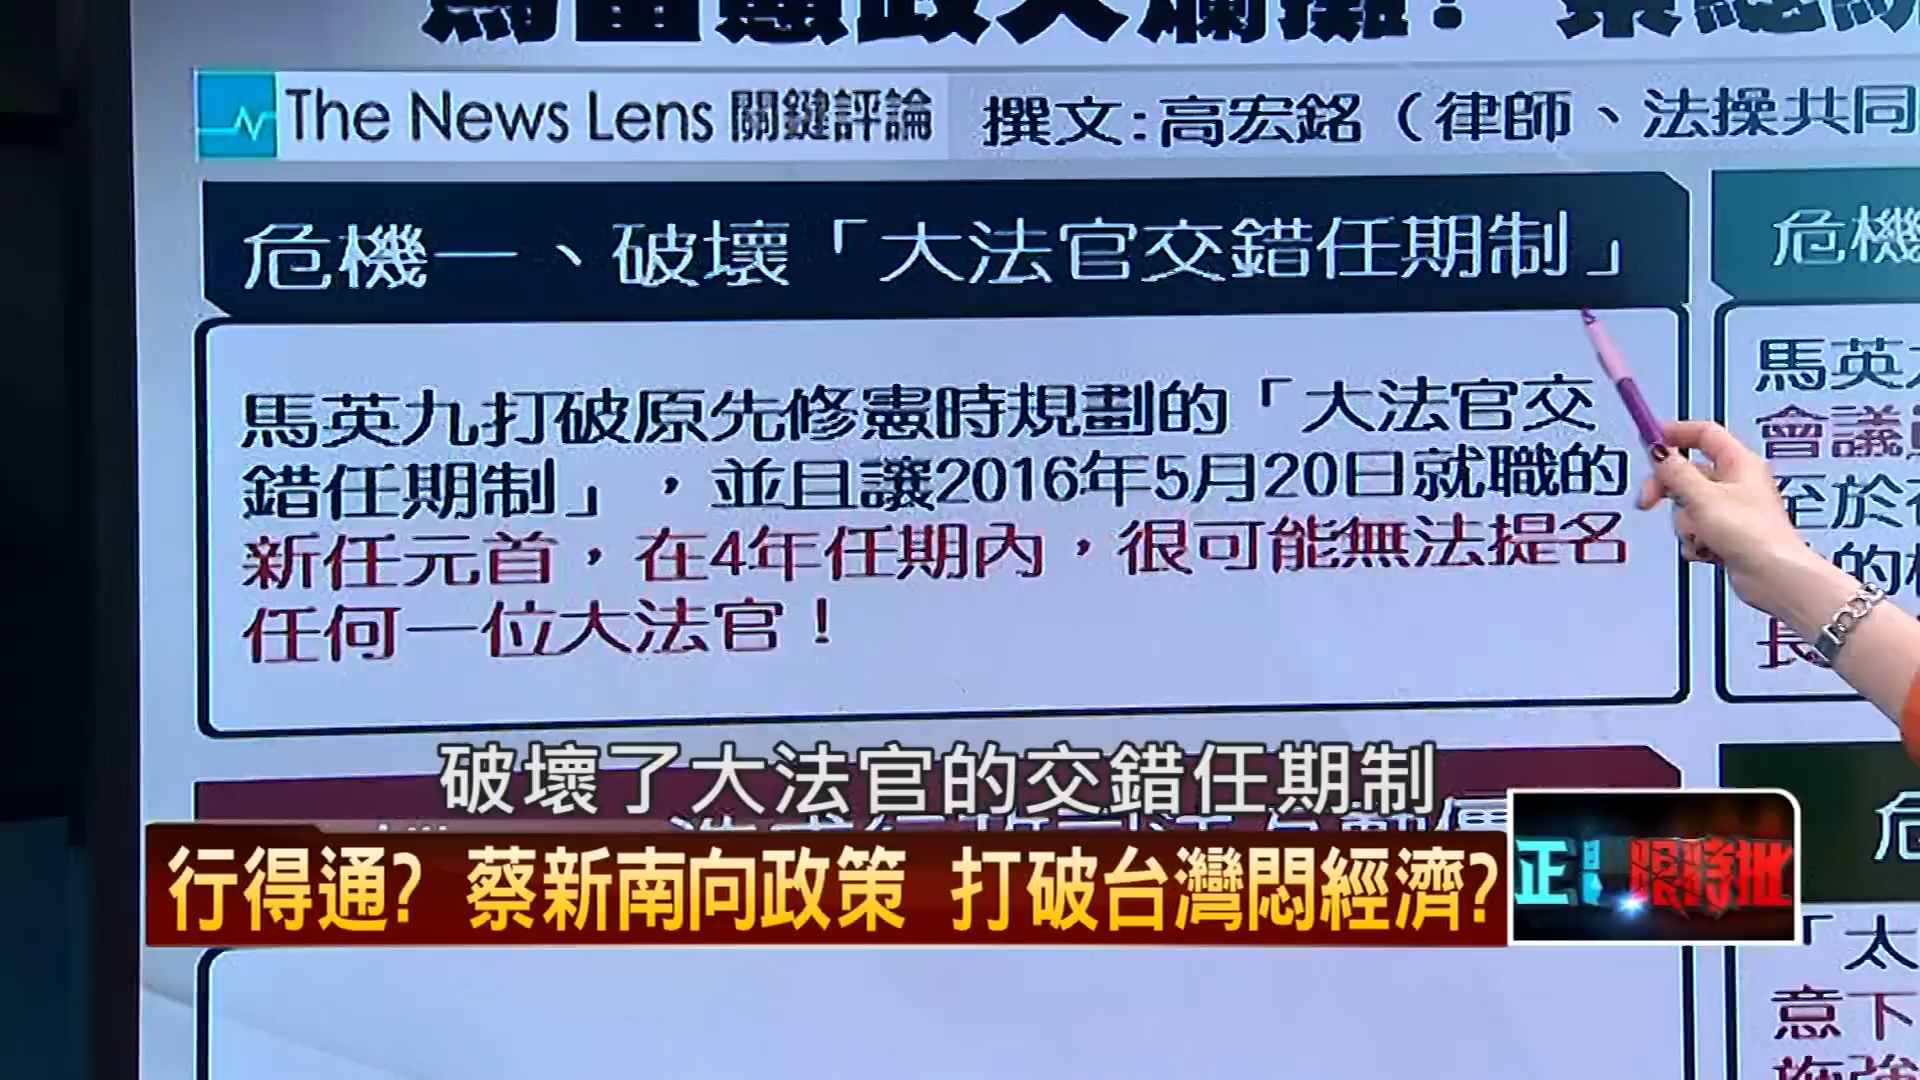 The News Lens 關鍵評論 撰文:高宏銘（律師、法操共同
危機一、破壞「大法官交錯任期制」
危機
馬英九打破原先修憲時規劃的「大法官交
錯任期制」，並且讓2016年5月20日就職的
新任元首，在4年任期內，很可能無法提名
任何一位大法官！
馬英
會議
至於
的
長
破壞了大法官的交錯任期制
行得通? 蔡新南向政策 打破台灣悶經濟?
正 限時批
危
「太
意下